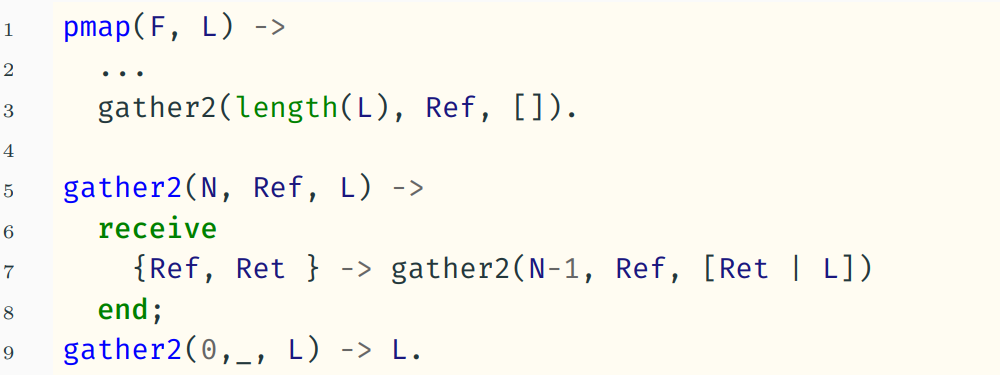 1 pmap(F, L) ->
2   ...
3   gather2(length(L), Ref, []).
4
5 gather2(N, Ref, L) ->
6   receive
7     {Ref, Ret } -> gather2(N-1, Ref, [Ret | L])
8   end;
9 gather2(0,_, L) -> L.